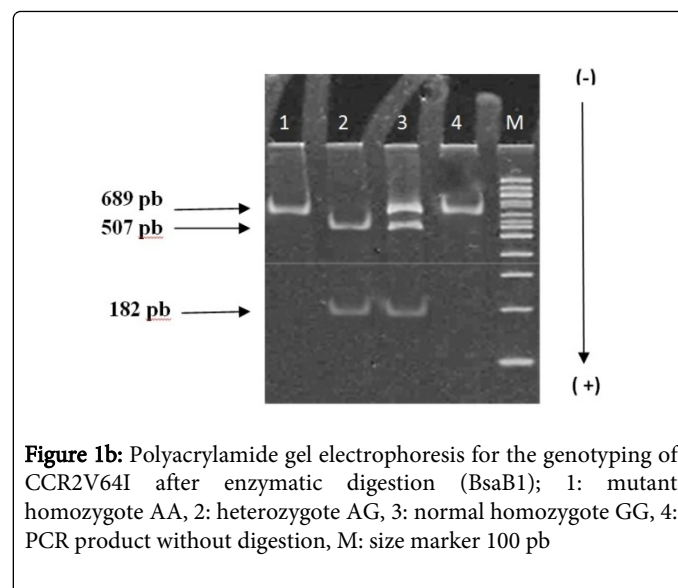 (-)
1 2 3 4 M
689 pb
507 pb
182 pb
(+)
Figure 1b: Polyacrylamide gel electrophoresis for the genotyping of
CCR2V64I after enzymatic digestion (BsaB1); 1: mutant
homozygote AA, 2: heterozygote AG, 3: normal homozygote GG, 4:
PCR product without digestion, M: size marker 100 pb